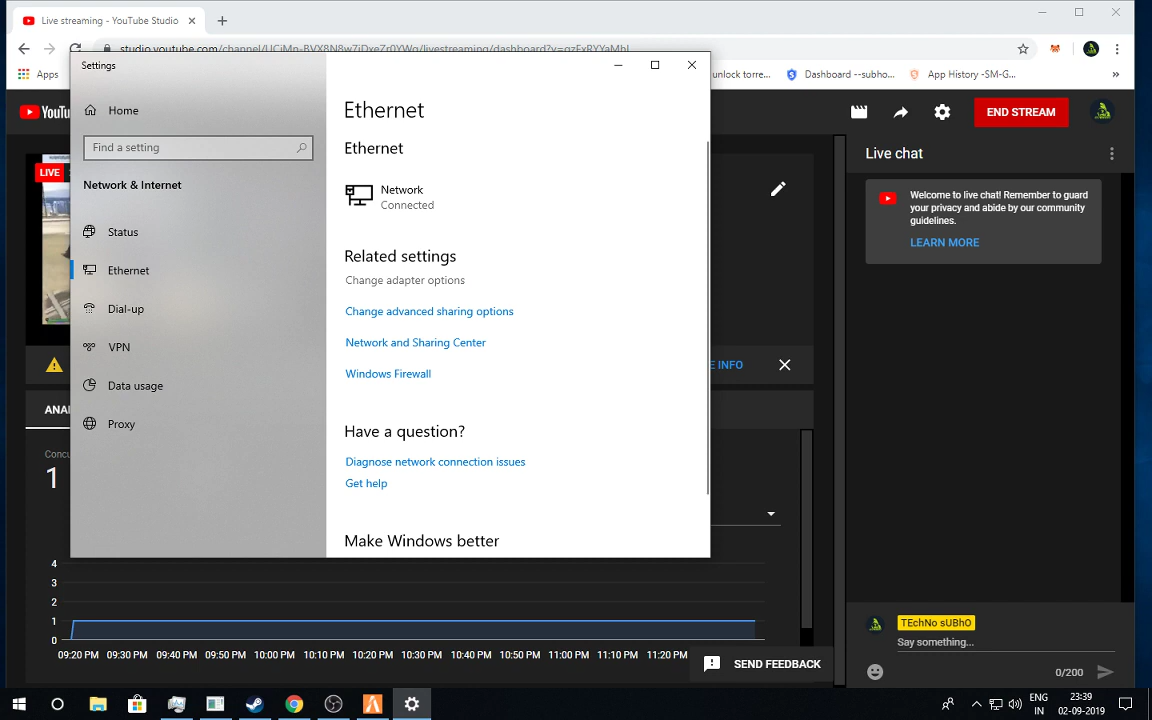 Live streaming - YouTube Studio
studio.youtube.com/channel/UCiMn-BVX8N8w7iDxeZr0YWg/livestreaming/dashboard?v=
Apps
unlock torre...
Dashboard --subho...
App History -SM-G...
»
Settings
Home
Find a setting
Network & Internet
Status
Ethernet
Dial-up
VPN
Data usage
Proxy
Ethernet
Ethernet
Network
Connected
Related settings
Change adapter options
Change advanced sharing options
Network and Sharing Center
Windows Firewall
Have a question?
Diagnose network connection issues
Get help
Make Windows better
YouTu
LIVE
END STREAM
E INFO
ANA
Concu
1
4
3
2
1
0
09:20 PM 09:30 PM 09:40 PM 09:50 PM 10:00 PM 10:10 PM 10:20 PM 10:30 PM 10:40 PM 10:50 PM 11:00 PM 11:10 PM 11:20 PM
SEND FEEDBACK
Live chat
Welcome to live chat! Remember to guard
your privacy and abide by our community
guidelines.
LEARN MORE
TEchNo sUBhO
Say something...
0/200
ENG
IN
23:39
02-09-2019